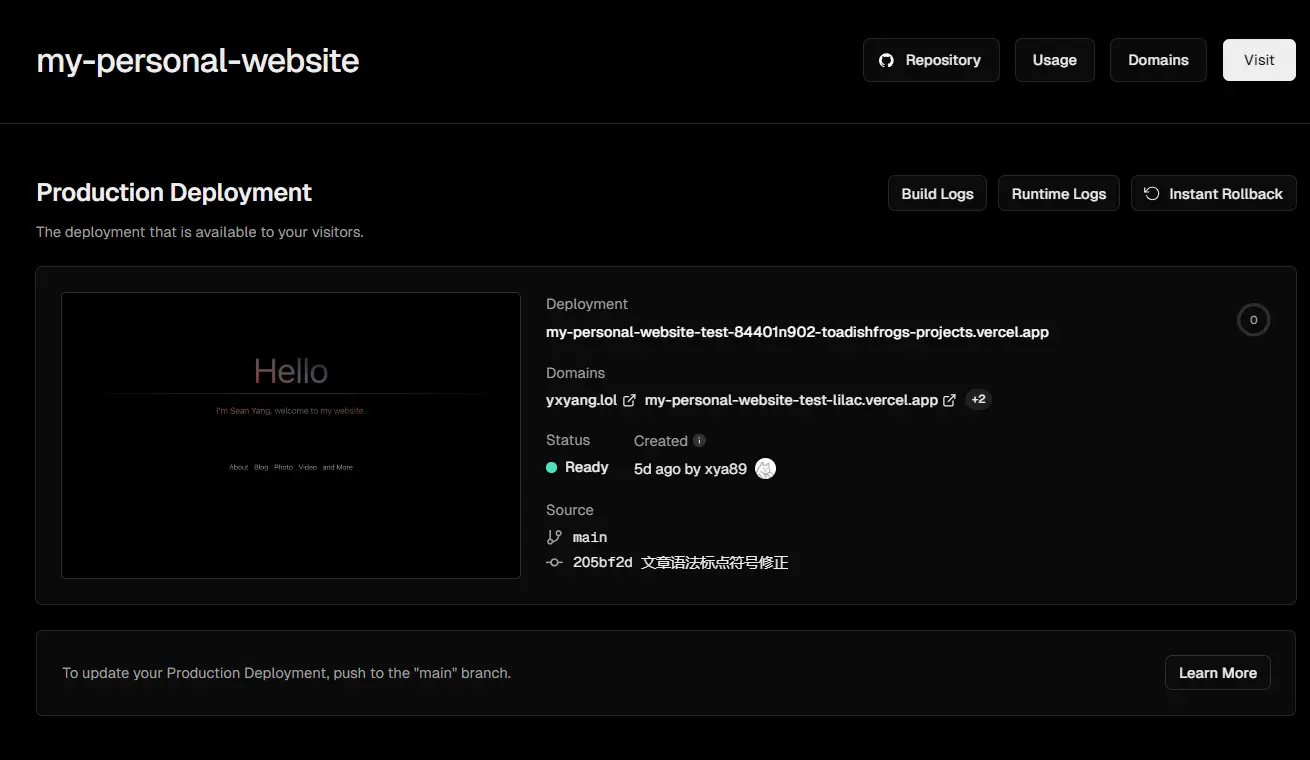 my-personal-website
Repository
Usage
Domains
Visit
Production Deployment
Build Logs
Runtime Logs
Instant Rollback
The deployment that is available to your visitors.
Hello
I'm Sean Yang, welcome to my website.
About Blog Photo Video and More
Deployment
my-personal-website-test-84401n902-toadishfrogs-projects.vercel.app
0
Domains
yxyang.lol my-personal-website-test-lilac.vercel.app +2
Status Created
Ready 5d ago by xya89
Source
main
205bf2d 文章语法标点符号修正
To update your Production Deployment, push to the "main" branch.
Learn More